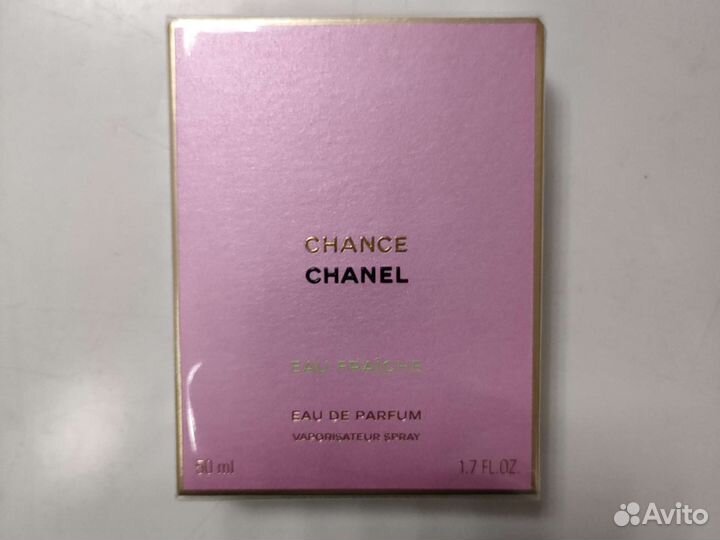 CHANCE
CHANEL
EAU FRAÎCHE
EAU DE PARFUM
VAPORISATEUR SPRAY
50 ml 1.7 FL.OZ.
Avito